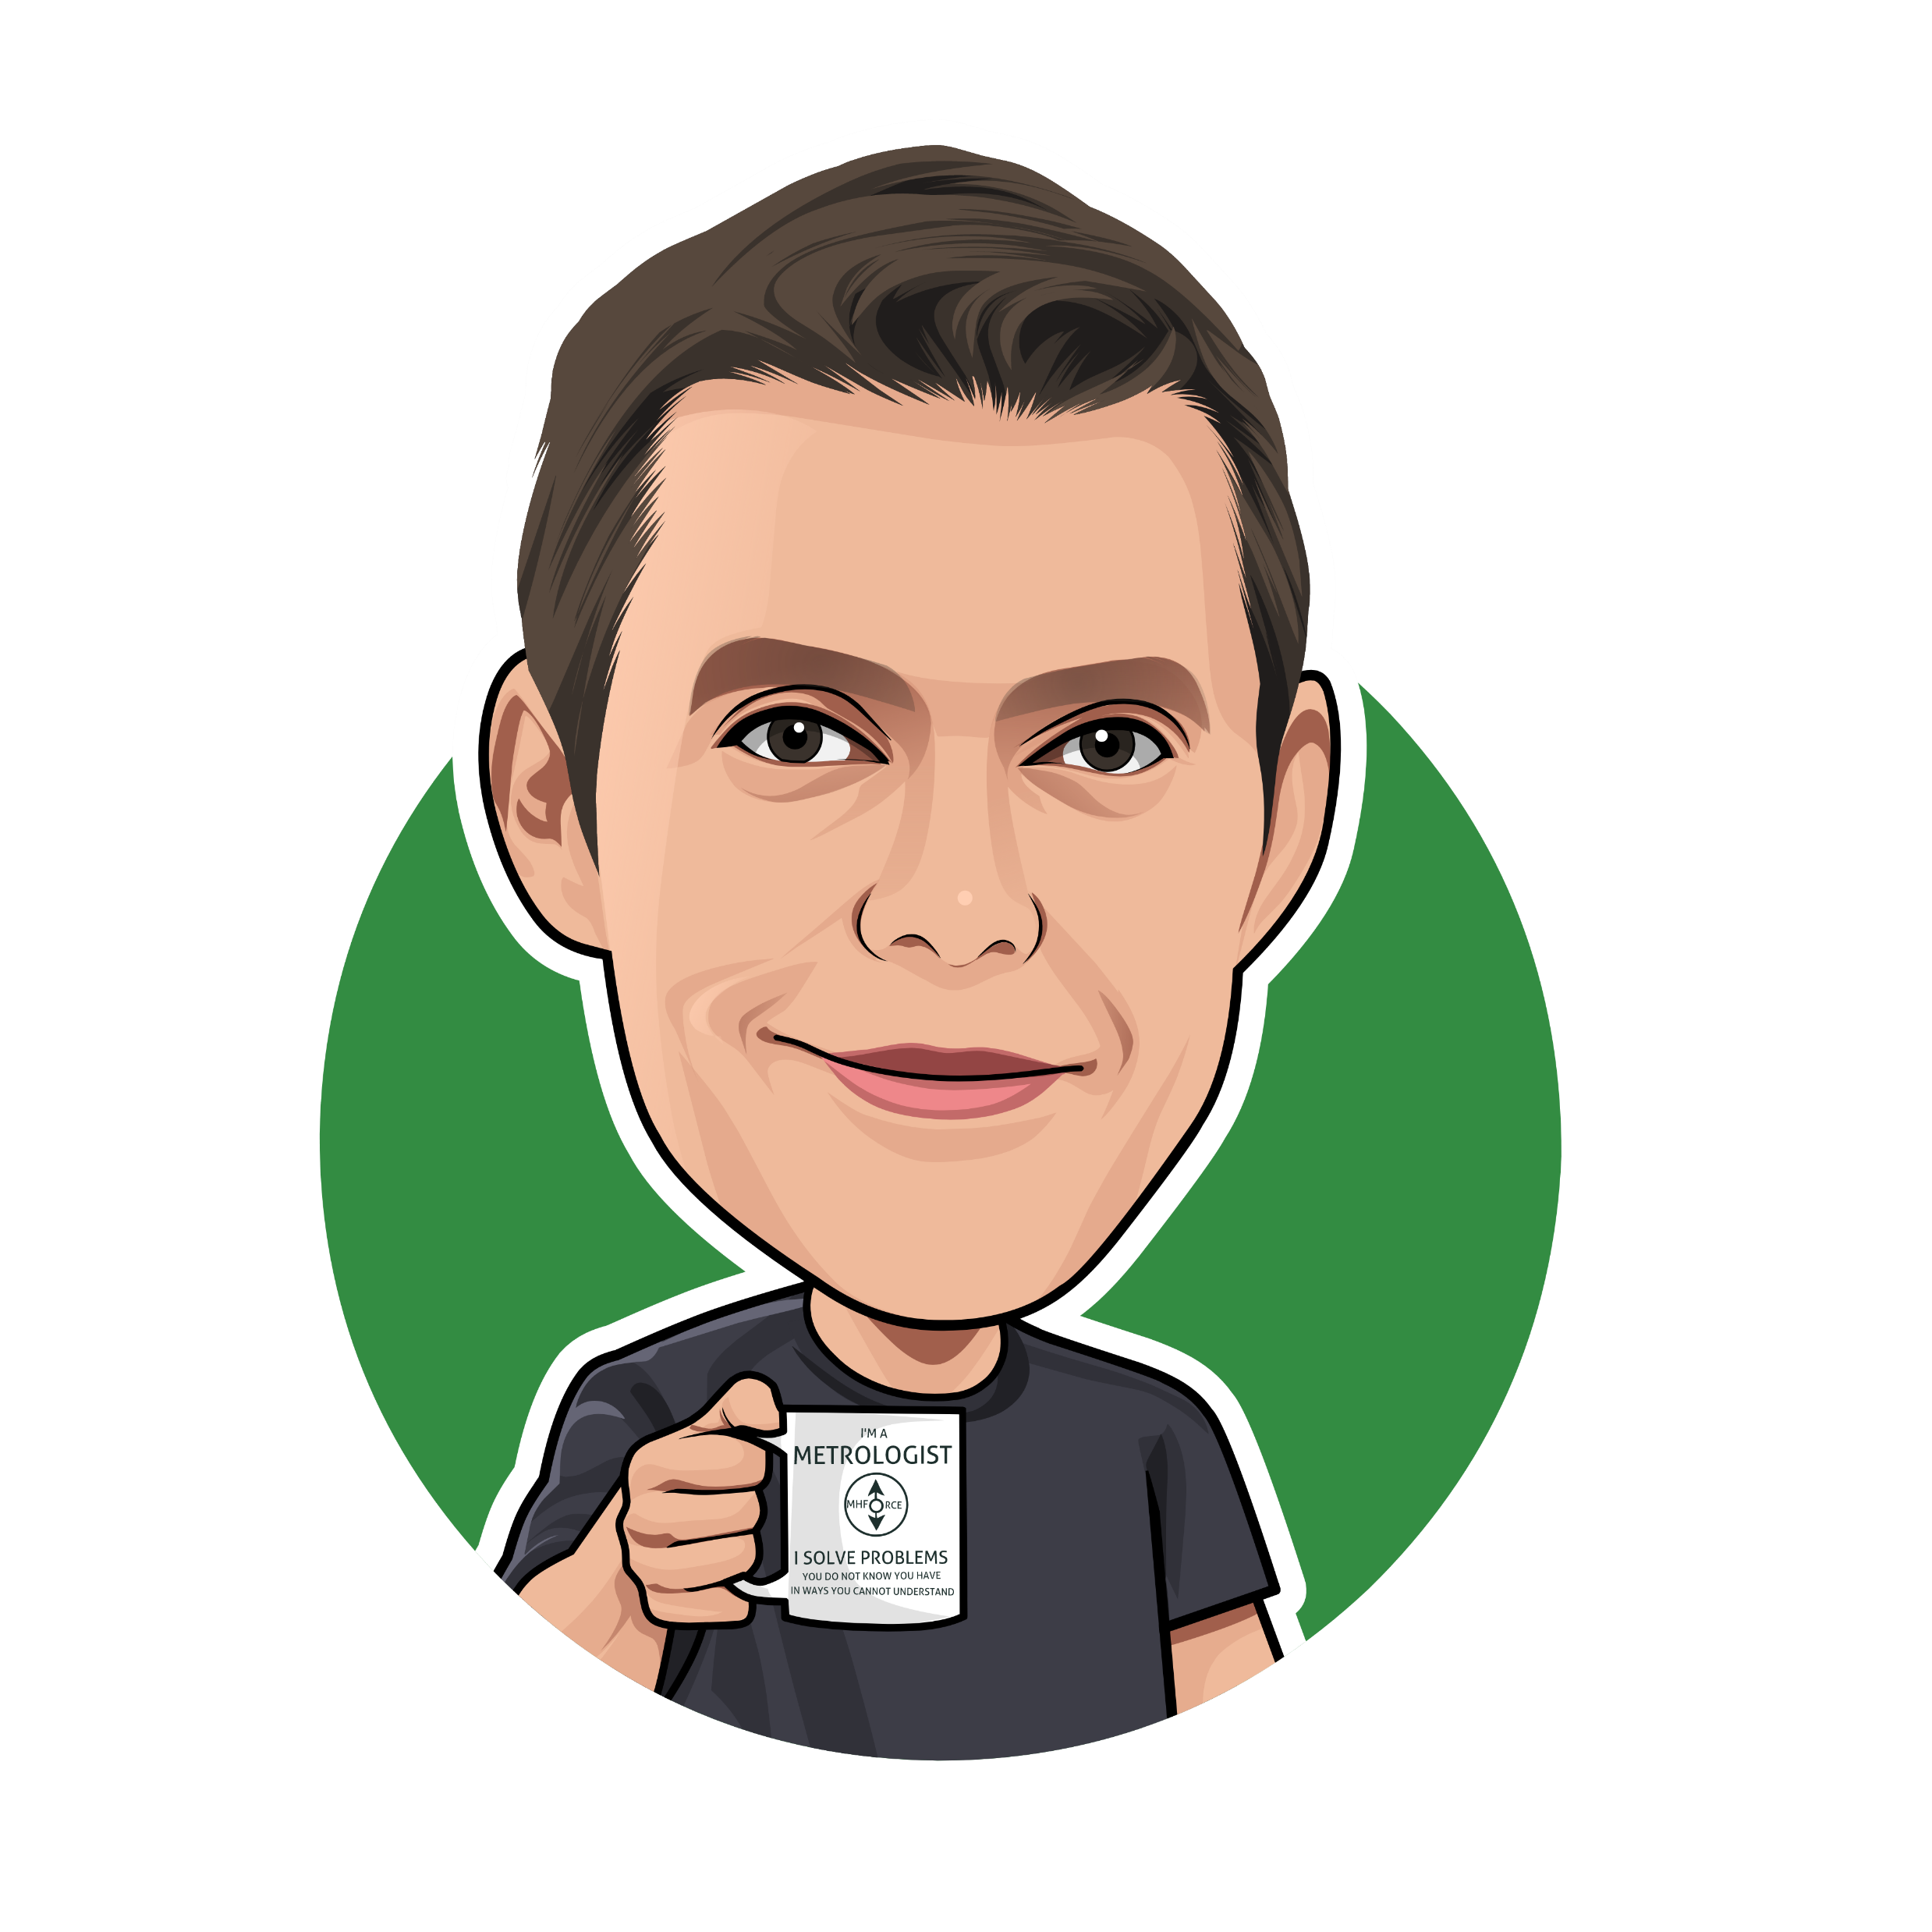 I'M A
METROLOGIST
MHF RCE
I SOLVE PROBLEMS
YOU DO NOT KNOW YOU HAVE
IN WAYS YOU CANNOT UNDERSTAND